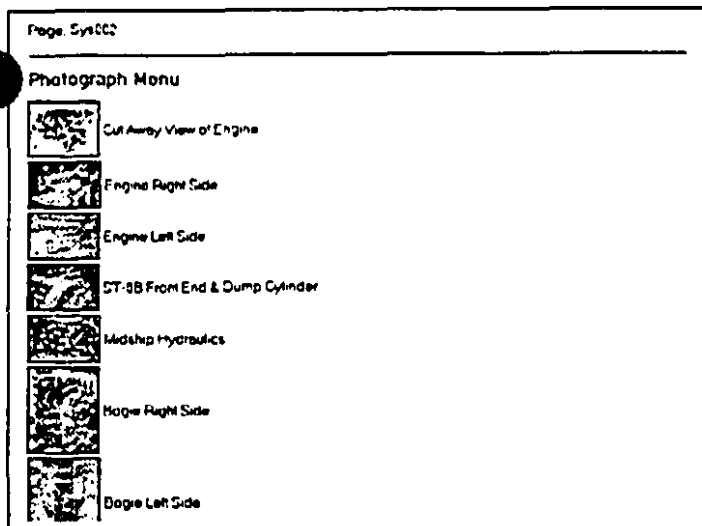 Page: Sys002
Photograph Menu
Cut Away View of Engine
Engine Right Side
Engine Left Side
ST-8B Front End & Dump Cylinder
Midship Hydraulics
Bogie Right Side
Bogie Left Side